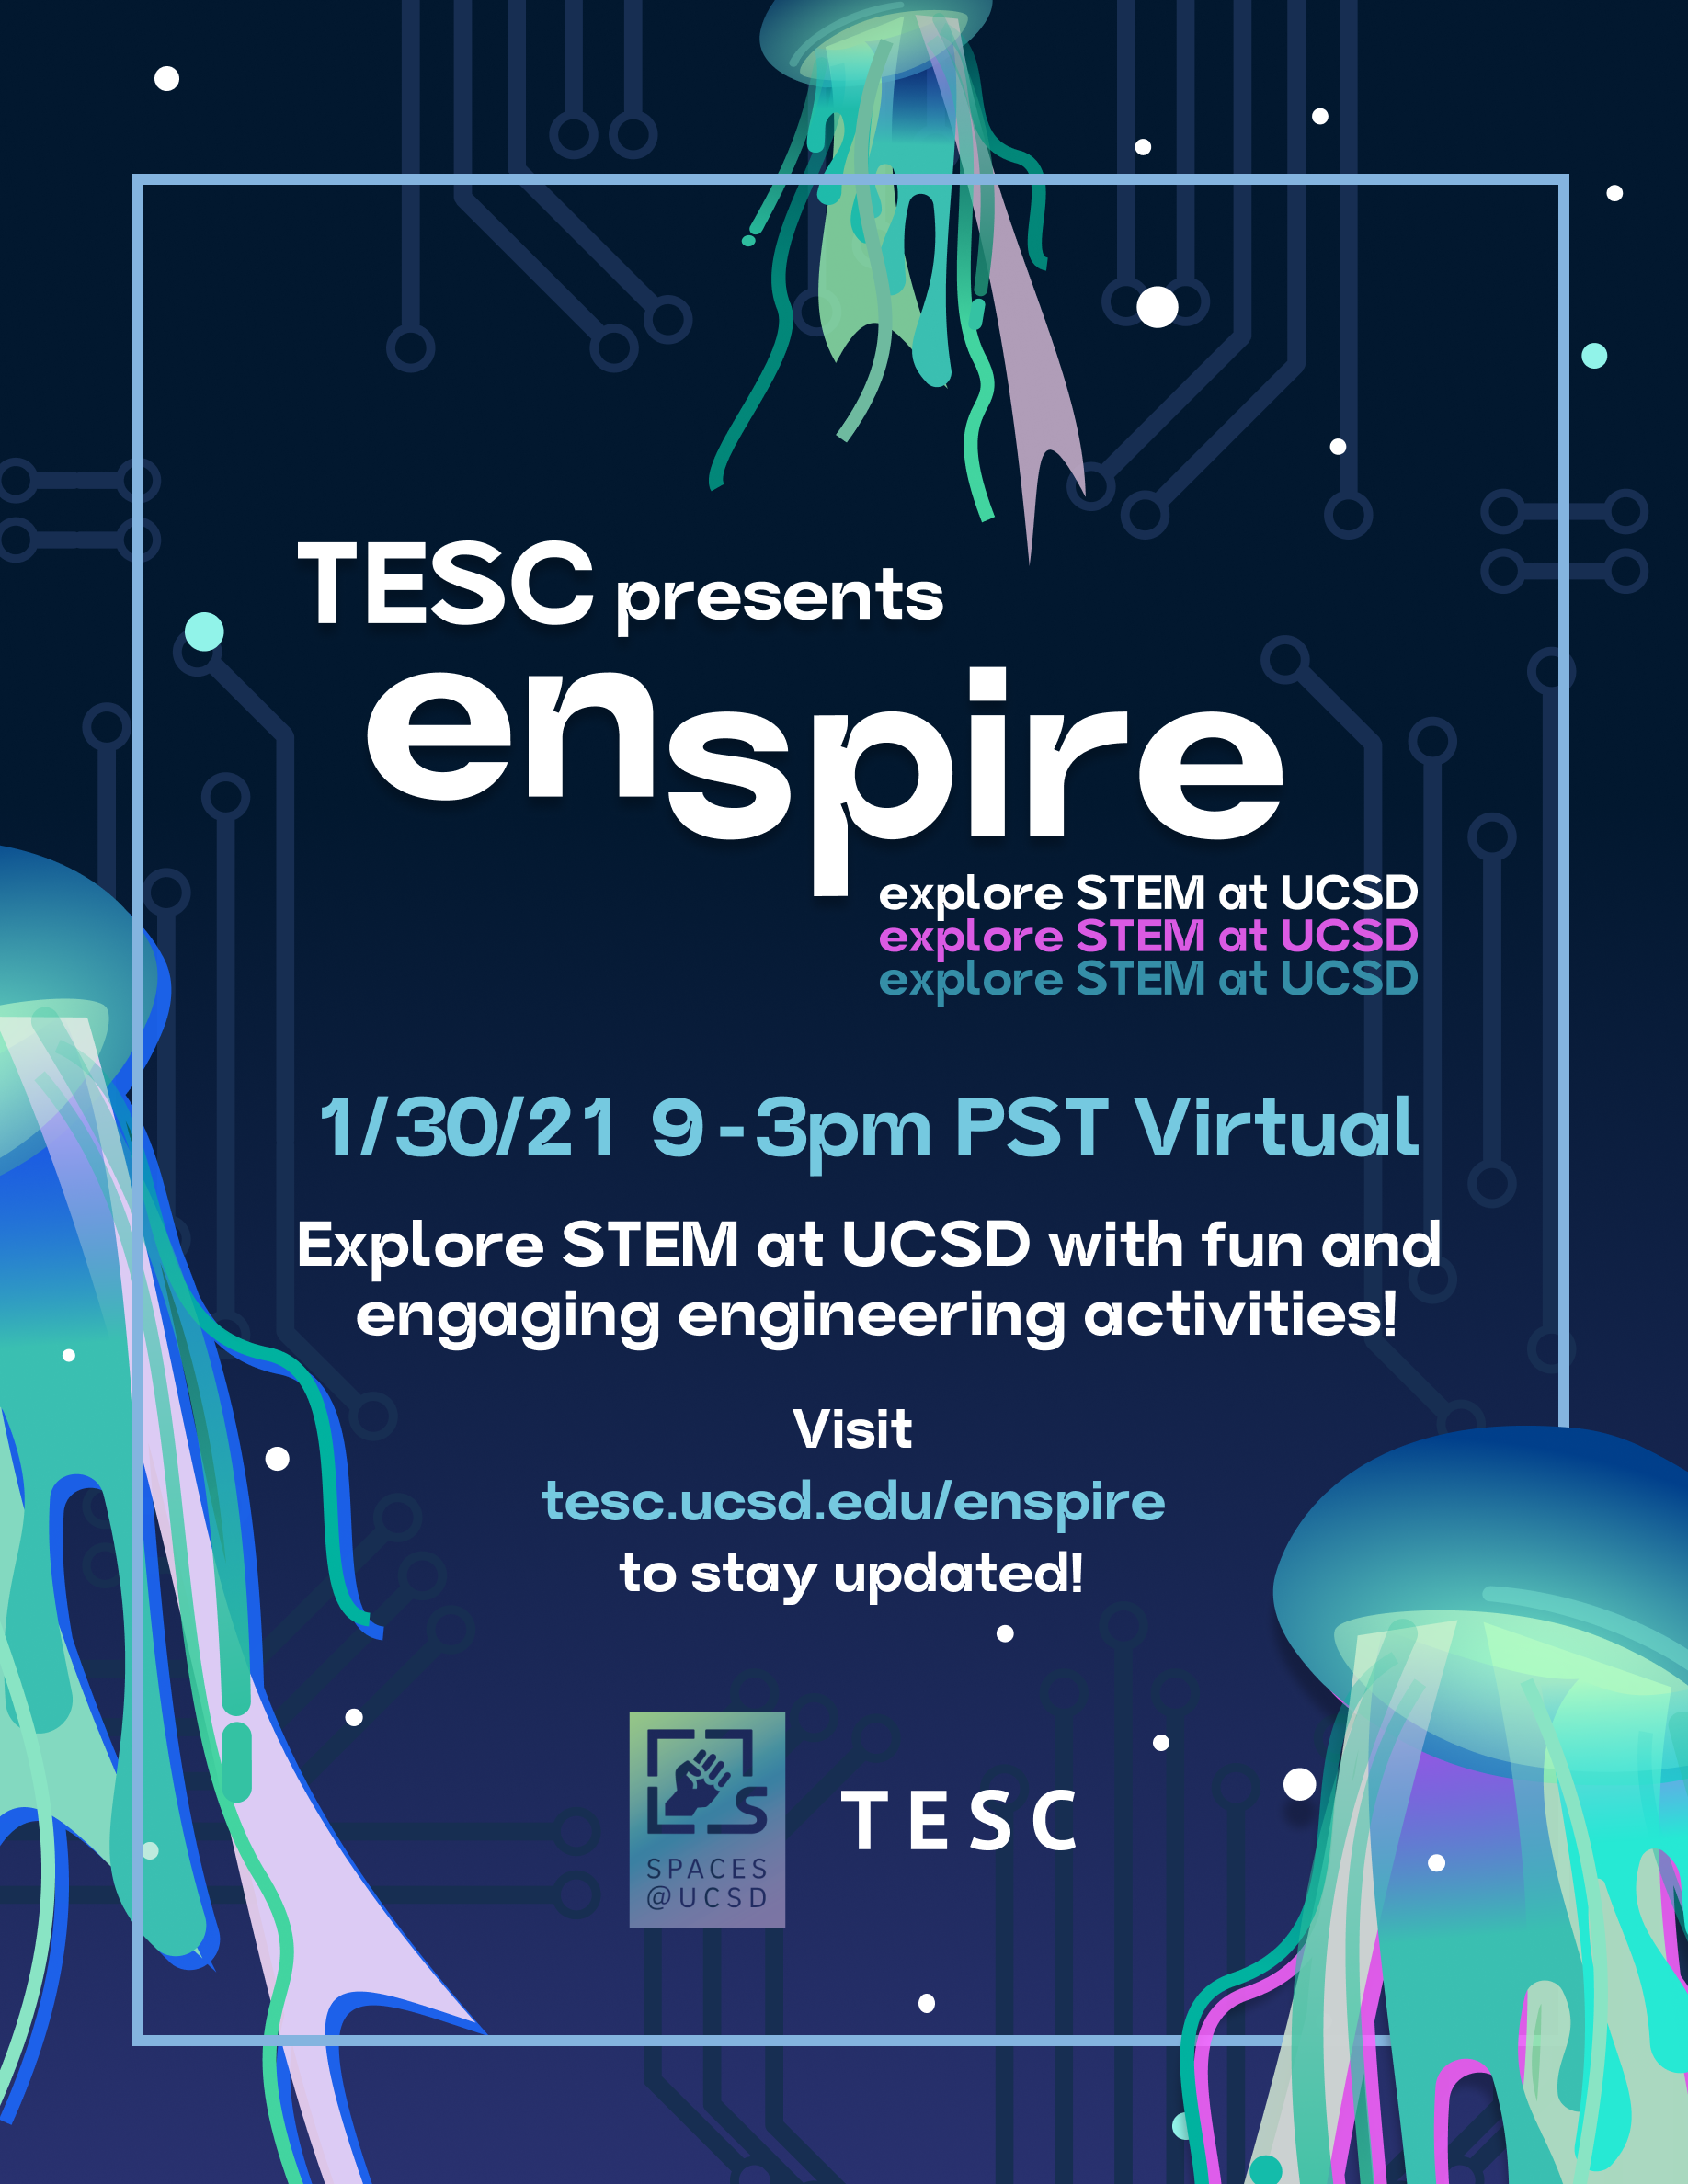 TESC presents
enspire
explore STEM at UCSD
explore STEM at UCSD
explore STEM at UCSD
1/30/21 9-3pm PST Virtual
Explore STEM at UCSD with fun and
engaging engineering activities!
Visit
tesc.ucsd.edu/enspire
to stay updated!
S
SPACES
@UCSD
TESC